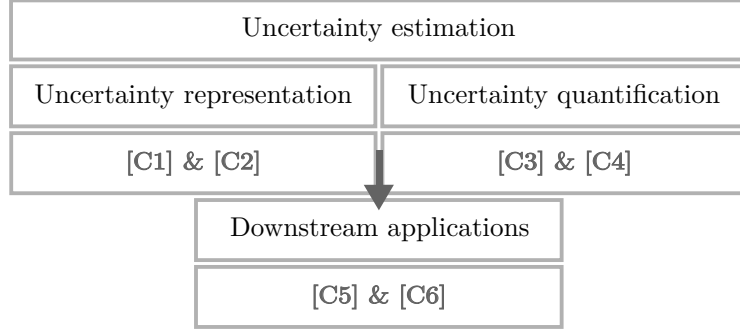 Uncertainty estimation
Uncertainty representation
Uncertainty quantification
[C1] & [C2]
[C3] & [C4]
Downstream applications
[C5] & [C6]